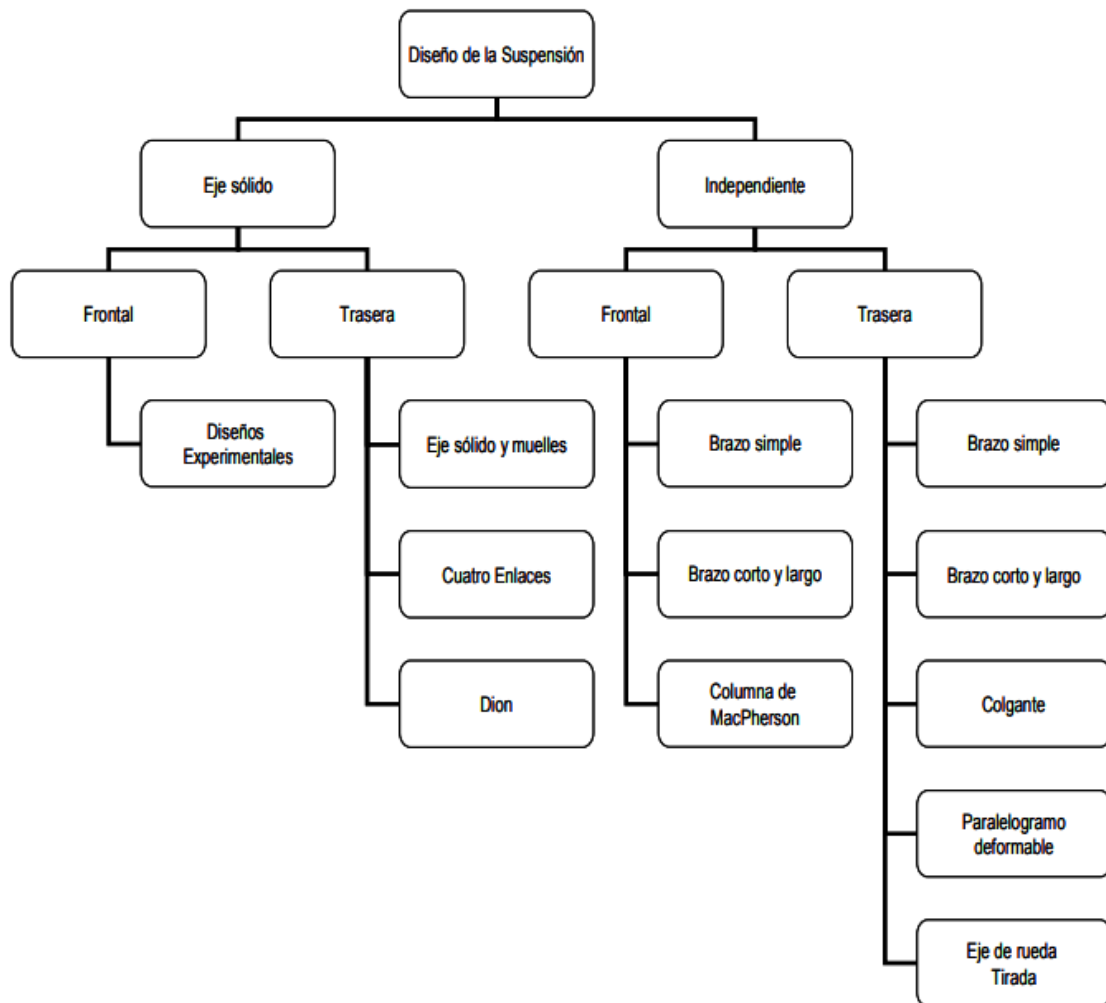 Diseño de la Suspensión
Eje sólido
Independiente
Frontal
Trasera
Frontal
Trasera
Diseños
Experimentales
Eje sólido y muelles
Brazo simple
Brazo simple
Cuatro Enlaces
Brazo corto y largo
Brazo corto y largo
Dion
Columna de
MacPherson
Colgante
Paralelogramo
deformable
Eje de rueda
Tirada